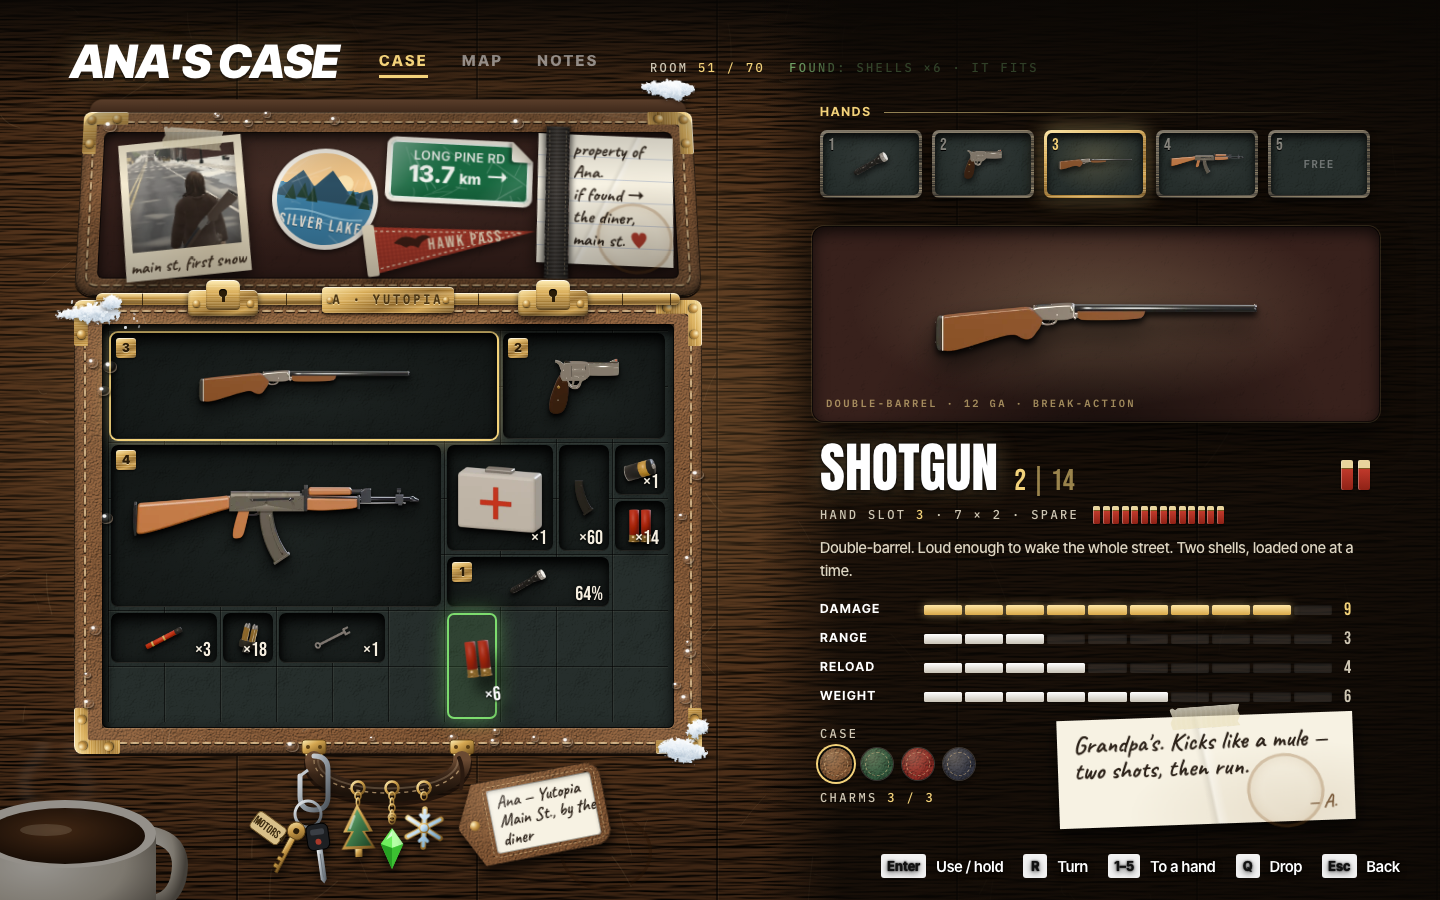 ANA'S CASE
CASE MAP NOTES
ROOM 51 / 70 FOUND: SHELLS ×6 · IT FITS
main st, first snow
SILVER LAKE
LONG PINE RD
13.7 km →
HAWK PASS
property of
Ana.
if found →
the diner,
main st. ❤
A · YUTOPIA
3
2
4
×1
×60
×1
×14
1
64%
×3
×18
×1
×6
MOTORS
Ana – Yutopia
Main St., by the
diner
HANDS
1
2
3
4
5
FREE
DOUBLE-BARREL · 12 GA · BREAK-ACTION
SHOTGUN 2 | 14
HAND SLOT 3 · 7 × 2 · SPARE
Double-barrel. Loud enough to wake the whole street. Two shells, loaded one at a
time.
DAMAGE 9
RANGE 3
RELOAD 4
WEIGHT 6
CASE
CHARMS 3 / 3
Grandpa's. Kicks like a mule –
two shots, then run.
– A.
Enter Use / hold R Turn 1–5 To a hand Q Drop Esc Back